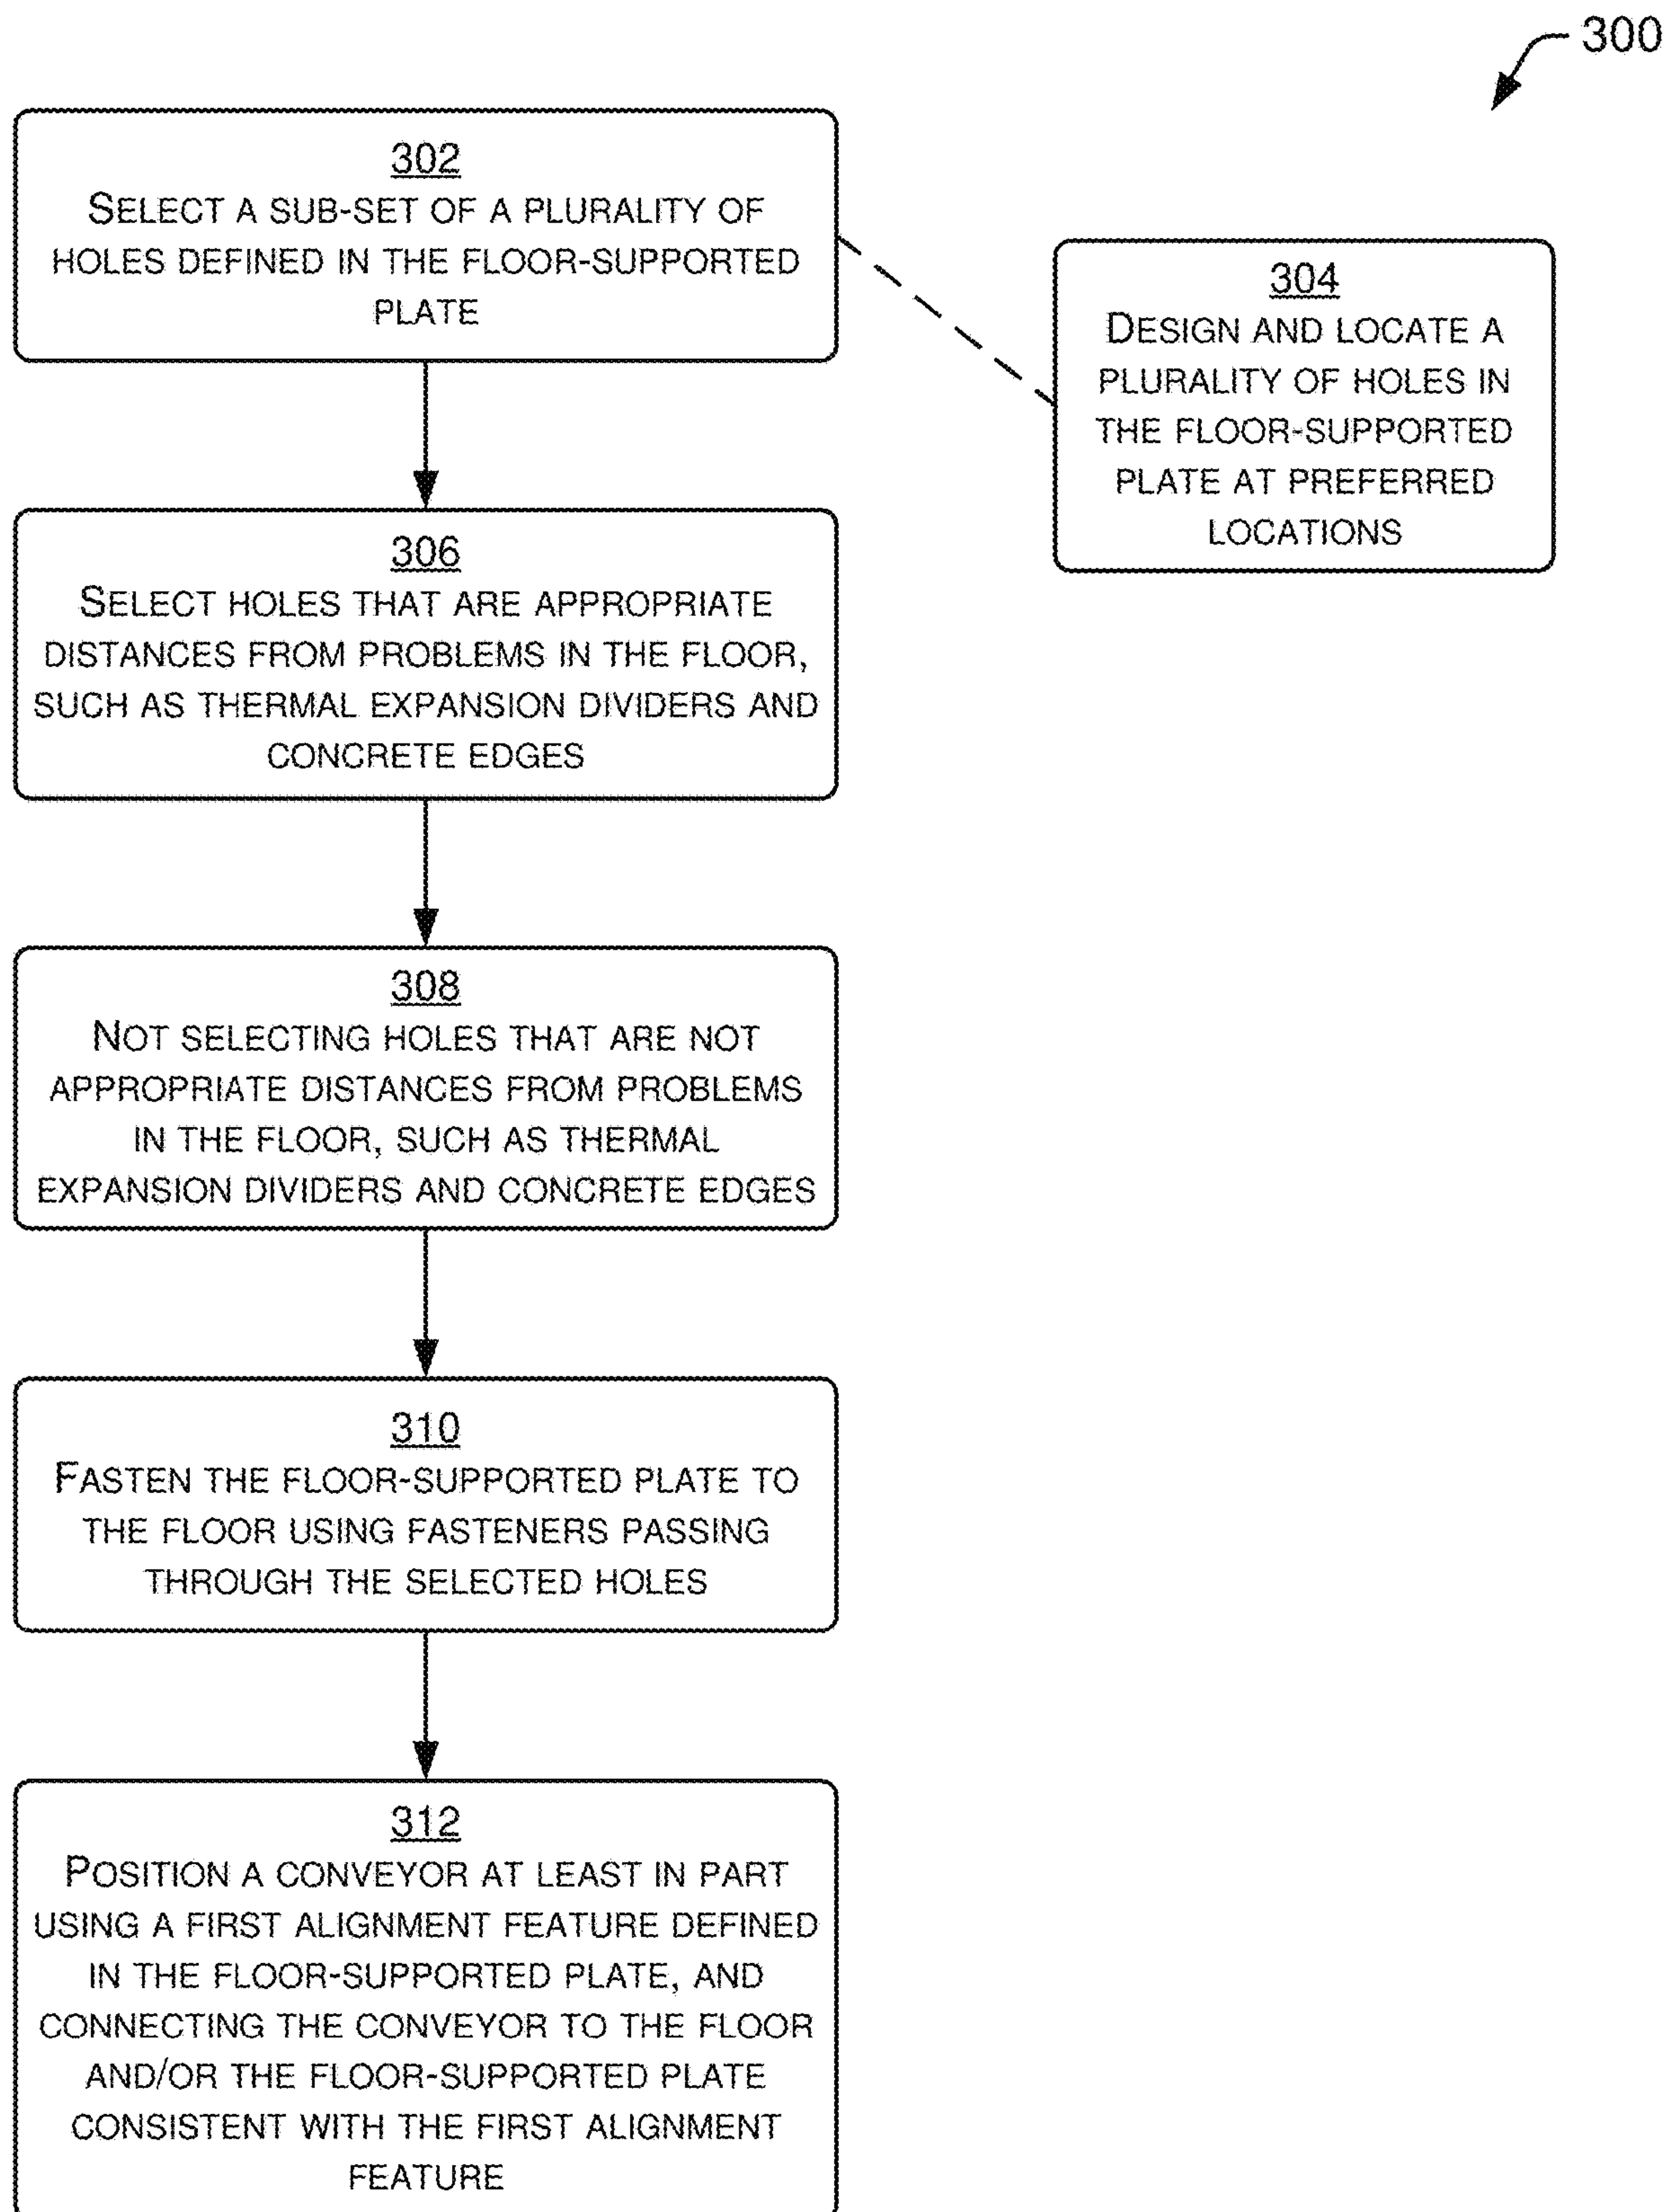 300
302
SELECT A SUB-SET OF A PLURALITY OF
HOLES DEFINED IN THE FLOOR-SUPPORTED
PLATE
304
DESIGN AND LOCATE A
PLURALITY OF HOLES IN
THE FLOOR-SUPPORTED
PLATE AT PREFERRED
LOCATIONS
306
SELECT HOLES THAT ARE APPROPRIATE
DISTANCES FROM PROBLEMS IN THE FLOOR,
SUCH AS THERMAL EXPANSION DIVIDERS AND
CONCRETE EDGES
308
NOT SELECTING HOLES THAT ARE NOT
APPROPRIATE DISTANCES FROM PROBLEMS
IN THE FLOOR, SUCH AS THERMAL
EXPANSION DIVIDERS AND CONCRETE EDGES
310
FASTEN THE FLOOR-SUPPORTED PLATE TO
THE FLOOR USING FASTENERS PASSING
THROUGH THE SELECTED HOLES
312
POSITION A CONVEYOR AT LEAST IN PART
USING A FIRST ALIGNMENT FEATURE DEFINED
IN THE FLOOR-SUPPORTED PLATE, AND
CONNECTING THE CONVEYOR TO THE FLOOR
AND/OR THE FLOOR-SUPPORTED PLATE
CONSISTENT WITH THE FIRST ALIGNMENT
FEATURE